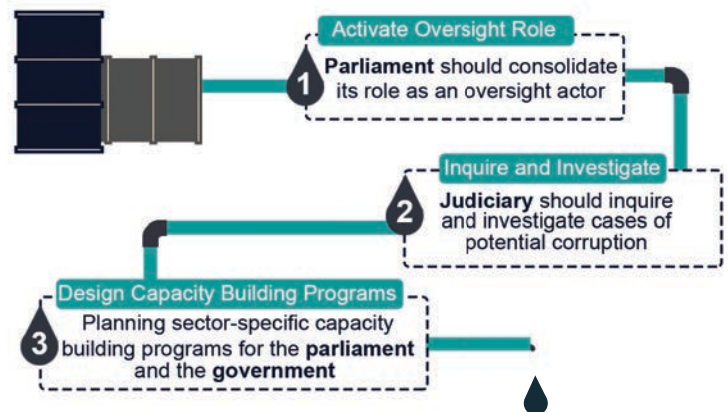 Activate Oversight Role
1
Parliament should consolidate
its role as an oversight actor
Inquire and Investigate
2
Judiciary should inquire
and investigate cases of
potential corruption
Design Capacity Building Programs
3
Planning sector-specific capacity
building programs for the parliament
and the government